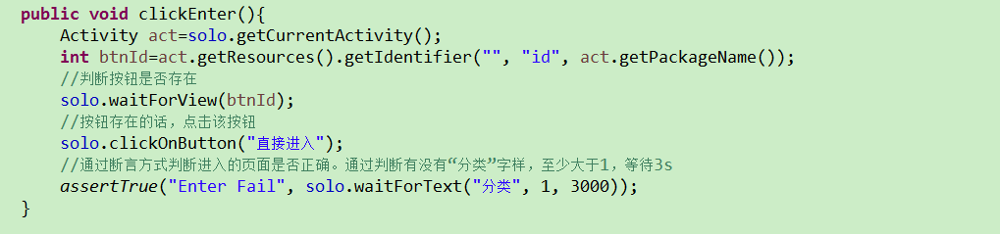 public void clickEnter(){
Activity act=solo.getCurrentActivity();
int btnId=act.getResources().getIdentifier("", "id", act.getPackageName());
//判断按钮是否存在
solo.waitForView(btnId);
//按钮存在的话，点击该按钮
solo.clickOnButton("直接进入");
//通过断言方式判断进入的页面是否正确。通过判断有没有“分类”字样，至少大于1，等待3s
assertTrue("Enter Fail", solo.waitForText("分类", 1, 3000));
}